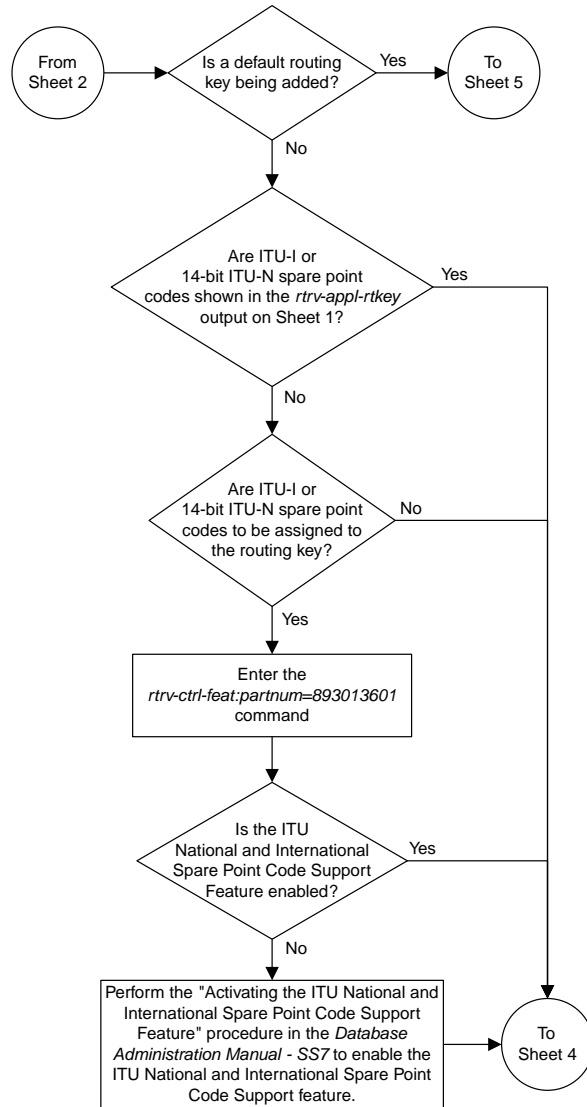 From
Sheet 2
Is a default routing
key being added?
Yes
To
Sheet 5
No
Are ITU-I or
14-bit ITU-N spare point
codes shown in the rtrv-appl-rtkey
output on Sheet 1?
Yes
No
Are ITU-I or
14-bit ITU-N spare point
codes to be assigned to
the routing key?
No
Yes
Enter the
rtrv-ctrl-feat:partnum=893013601
command
Is the ITU
National and International
Spare Point Code Support
Feature enabled?
Yes
No
Perform the "Activating the ITU National and
International Spare Point Code Support
Feature" procedure in the Database
Administration Manual - SS7 to enable the
ITU National and International Spare Point
Code Support feature.
To
Sheet 4